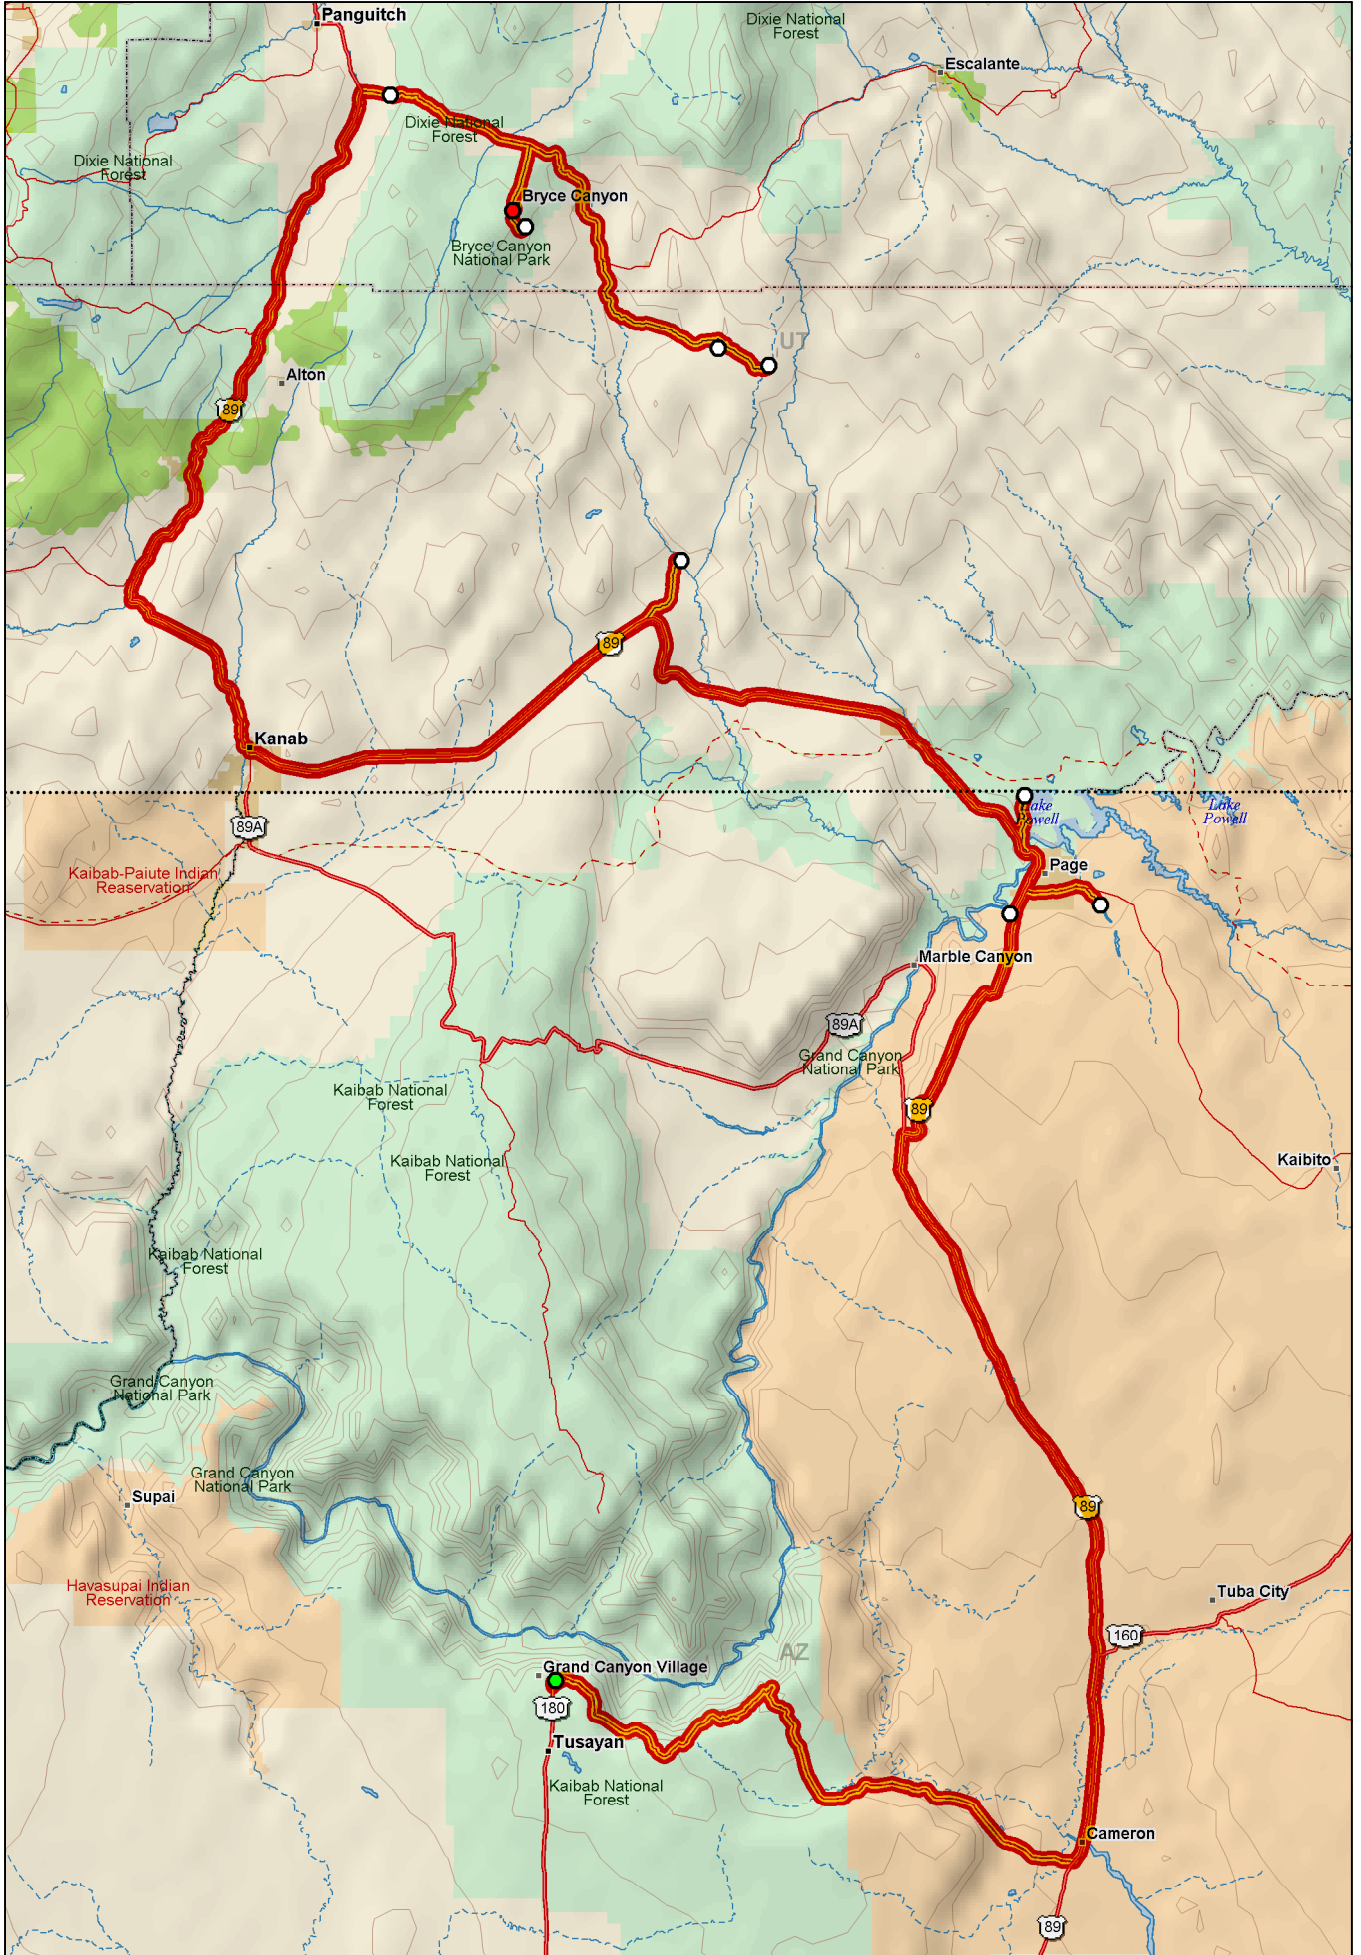 Panguitch
Dixie National
Forest
Escalante
Dixie National
Forest
Dixie National
Forest
Bryce Canyon
Bryce Canyon
National Park
UT
Alton
89
89
Kanab
Lake
Powell
Lake
Powell
89A
Page
Kaibab-Paiute Indian
Reaservation
Marble Canyon
89A
Grand Canyon
National Park
Kaibab National
Forest
89
Kaibab National
Forest
Kaibito
Kaibab National
Forest
Grand Canyon
National Park
Grand Canyon
National Park
Supai
89
Havasupai Indian
Reservation
Tuba City
160
AZ
Grand Canyon Village
180
Tusayan
Kaibab National
Forest
Cameron
89